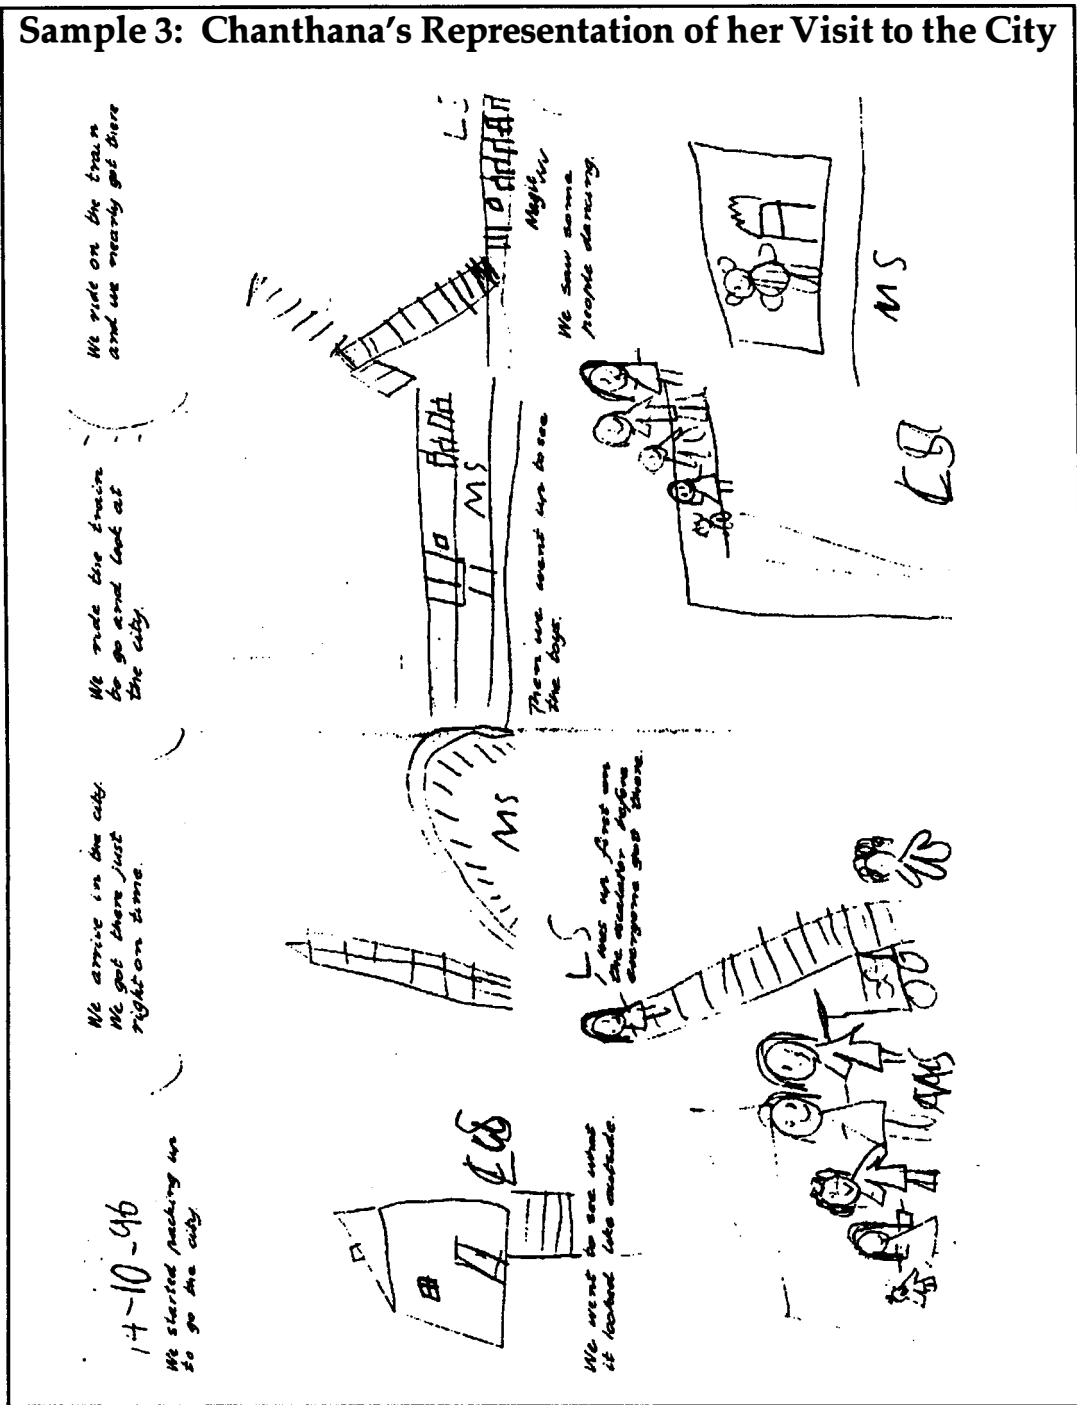 Sample 3: Chanthana's Representation of her Visit to the City
14-10-96
We started packing up
to go the city.
We arrive in the city.
We got there just
right on time.
We ride the train
to go and look at
the city.
We ride on the train
and we nearly got there
MS
MS
LS
We went to see what
it looked like outside.
LS
I was up first on
the escalator before
everyone got there.
Then we went up to see
the toys.
Magic
We saw some
people dancing.
MS